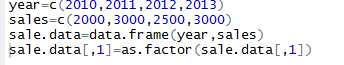 year=c(2010,2011,2012,2013)
sales=c(2000,3000,2500,3000)
sale.data=data.frame(year,sales)
sale.data[,1]=as.factor(sale.data[,1])